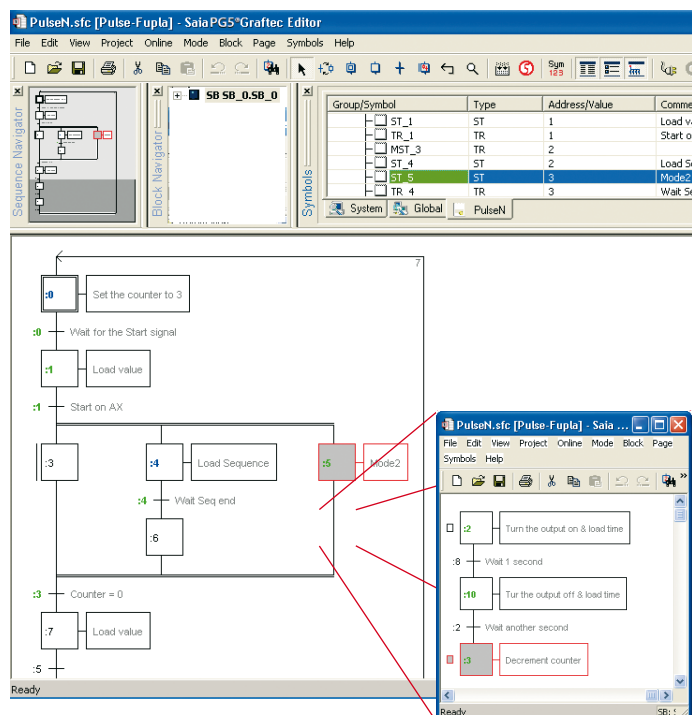 PulseN.sfc [Pulse-Fupla] - SaiaPG5®Graftec Editor
File Edit View Project Online Mode Block Page Symbols Help
Sym
123
Sequence Navigator
Block Navigator
SB SB_0.SB_0
Symbols
Group/Symbol Type Address/Value Comme
ST_1 ST 1 Load v
TR_1 TR 1 Start o
MST_3 TR 2
ST_4 ST 2 Load Se
ST_5 ST 3 Mode2
TR_4 TR 3 Wait Se
System Global PulseN
7
:0 Set the counter to 3
:0 Wait for the Start signal
:1 Load value
:1 Start on AX
:3 :4 Load Sequence :5 Mode2
:4 Wait Seq end
:6
:3 Counter = 0
:7 Load value
:5
Ready
PulseN.sfc [Pulse-Fupla] - Saia ...
File Edit View Project Online Mode Block Page
Symbols Help
:2 Turn the output on & load time
:8 Wait 1 second
:10 Tur the output off & load time
:2 Wait another second
:3 Decrement counter
Ready SB: